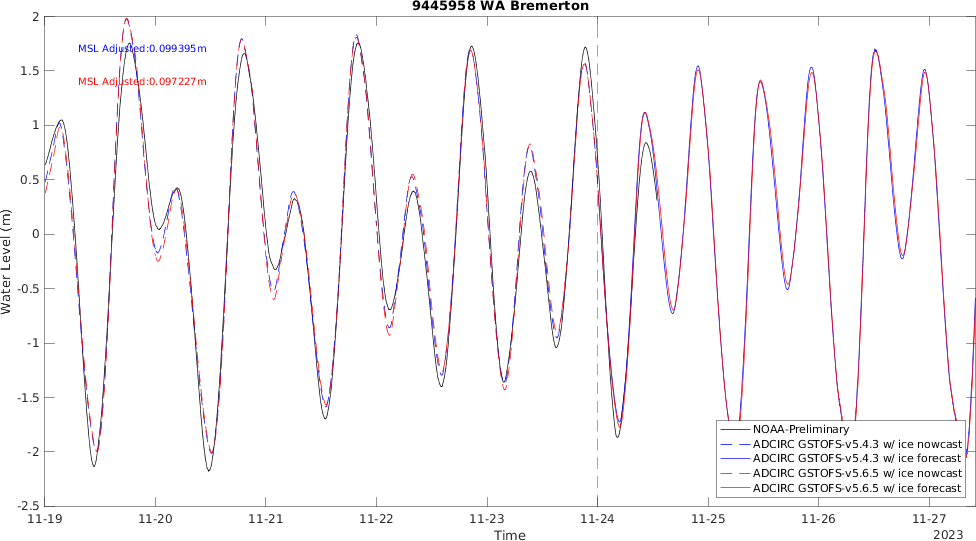 9445958 WA Bremerton
MSL Adjusted:0.099395m
MSL Adjusted:0.097227m
2
1.5
1
0.5
0
-0.5
-1
-1.5
-2
-2.5
Water Level (m)
NOAA-Preliminary
ADCIRC GSTOFS-v5.4.3 w/ ice nowcast
ADCIRC GSTOFS-v5.4.3 w/ ice forecast
ADCIRC GSTOFS-v5.6.5 w/ ice nowcast
ADCIRC GSTOFS-v5.6.5 w/ ice forecast
11-19 11-20 11-21 11-22 11-23 11-24 11-25 11-26 11-27
Time
2023